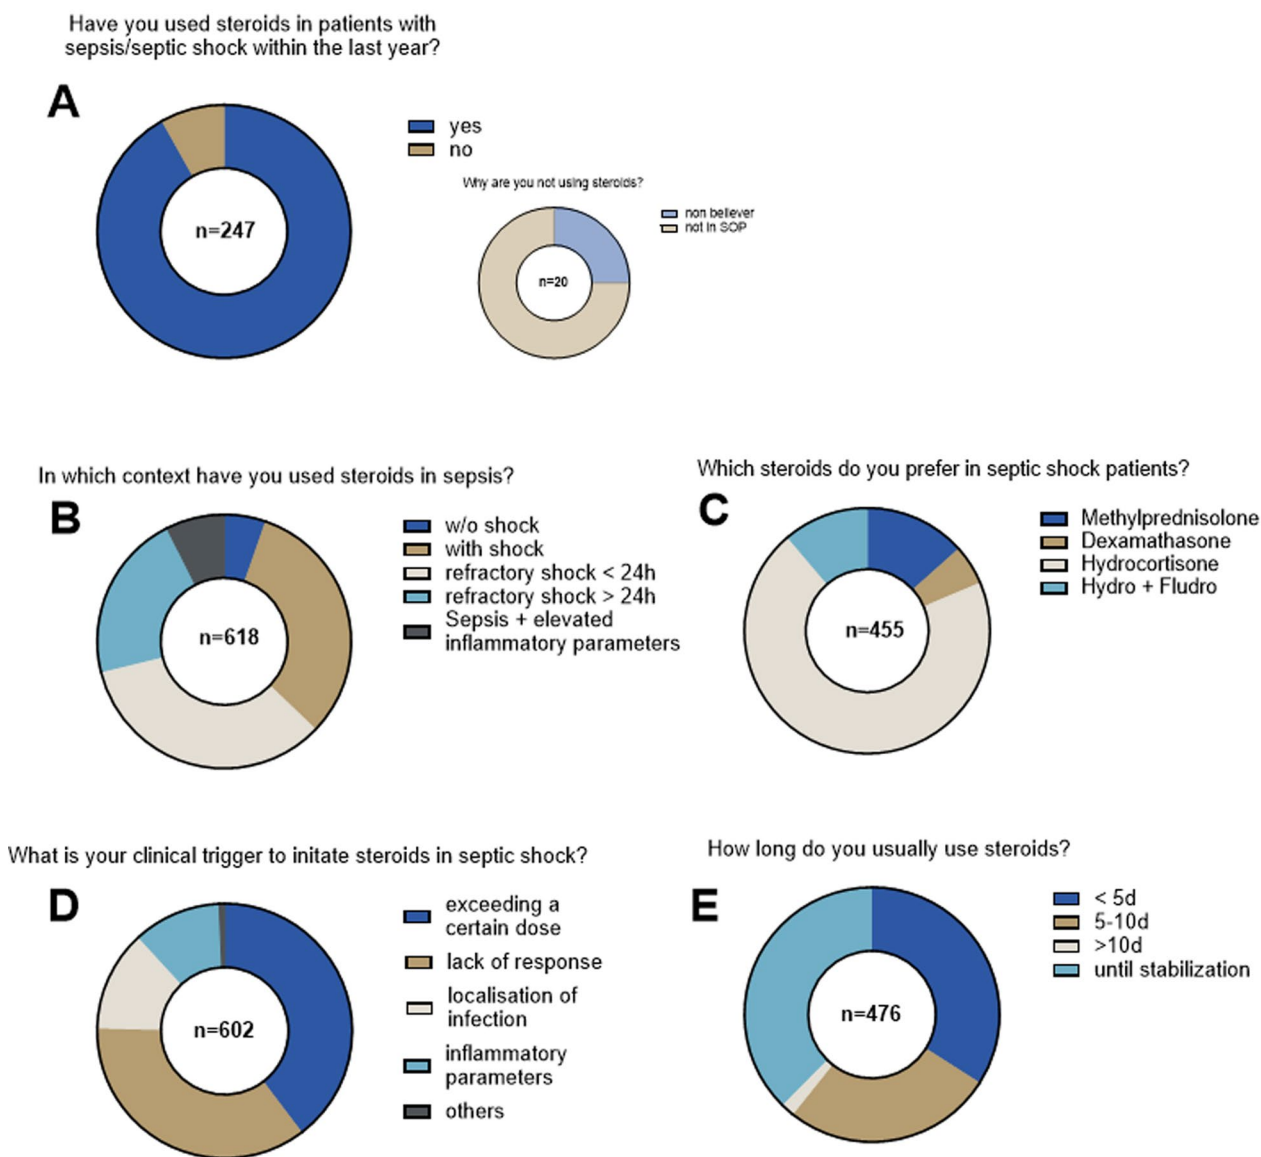 Have you used steroids in patients with
sepsis/septic shock within the last year?
A
yes
no
n=247
Why are you not using steroids?
non believer
not in SOP
n=20
In which context have you used steroids in sepsis?
B
w/o shock
with shock
refractory shock < 24h
refractory shock > 24h
Sepsis + elevated
inflammatory parameters
n=618
Which steroids do you prefer in septic shock patients?
C
Methylprednisolone
Dexamathasone
Hydrocortisone
Hydro + Fludro
n=455
What is your clinical trigger to initate steroids in septic shock?
D
exceeding a
certain dose
lack of response
localisation of
infection
inflammatory
parameters
others
n=602
How long do you usually use steroids?
E
< 5d
5-10d
>10d
until stabilization
n=476